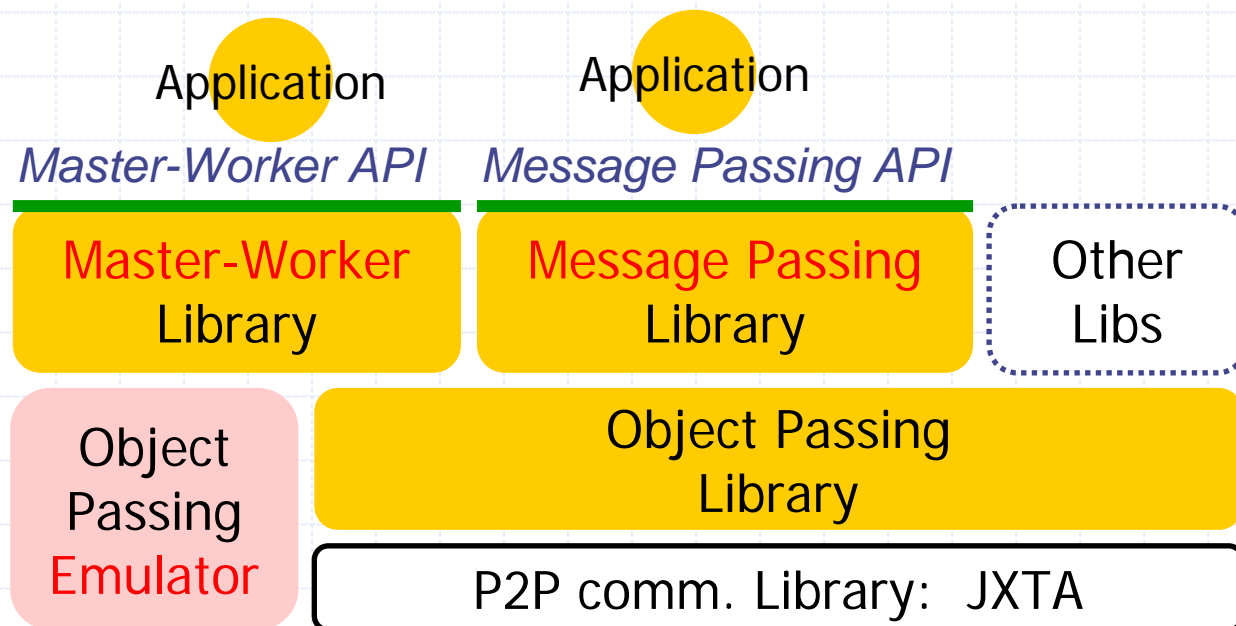 Application
Application
Master-Worker API
Message Passing API
Master-Worker
Library
Message Passing
Library
Other
Libs
Object
Passing
Emulator
Object Passing
Library
P2P comm. Library: JXTA